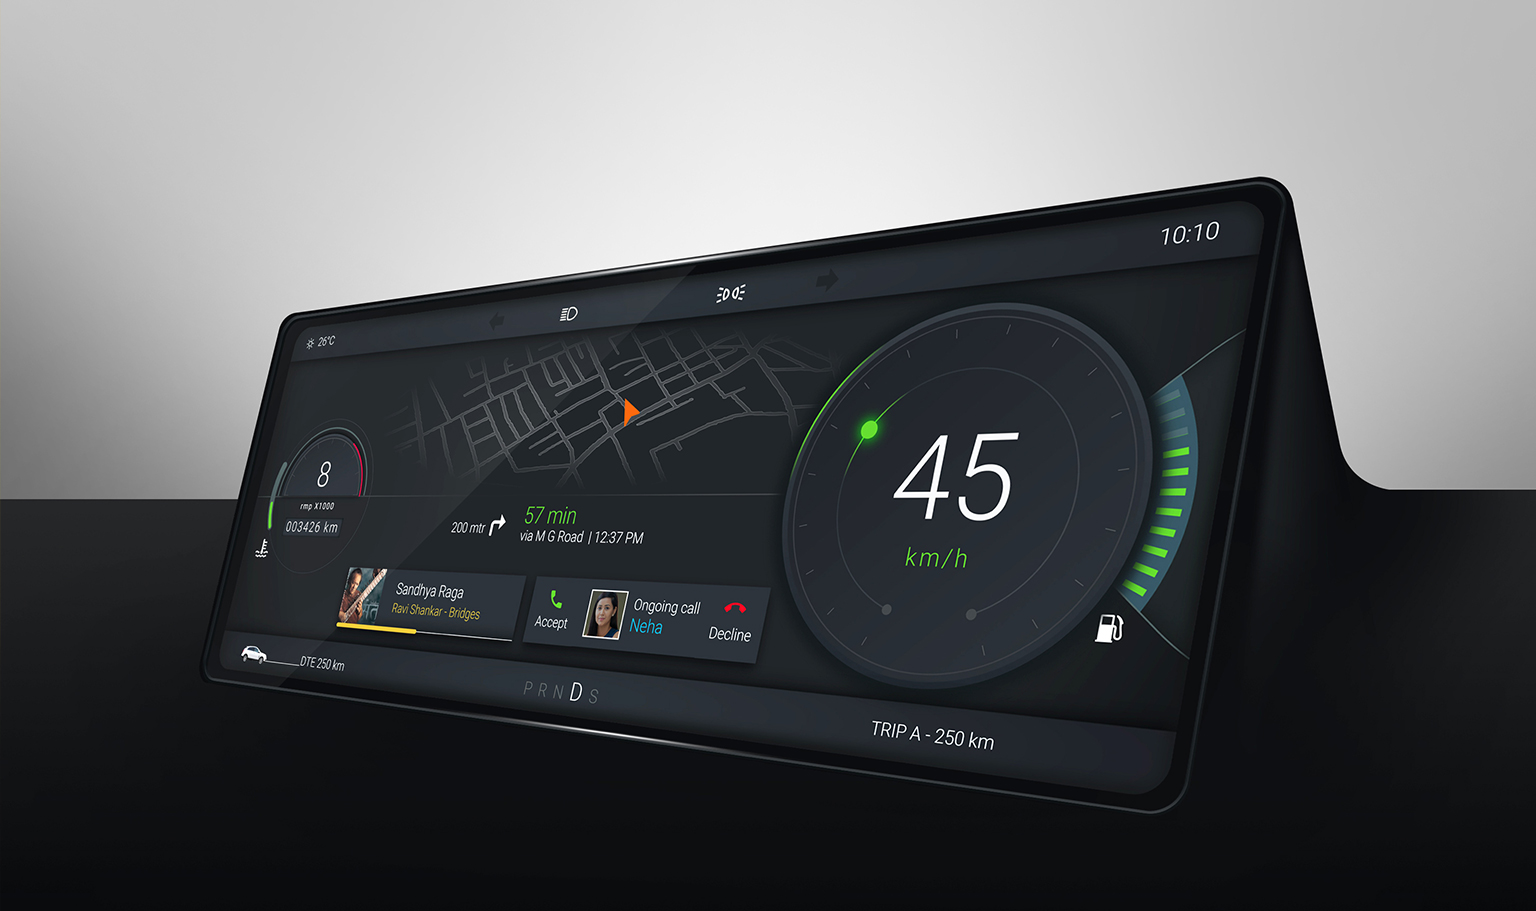 10:10
26°C
8
rmp X1000
003426 km
200 mtr
57 min
via M G Road | 12:37 PM
45
km/h
Sandhya Raga
Ravi Shankar - Bridges
Accept
Ongoing call
Neha
Decline
DTE 250 km
P R N D S
TRIP A - 250 km